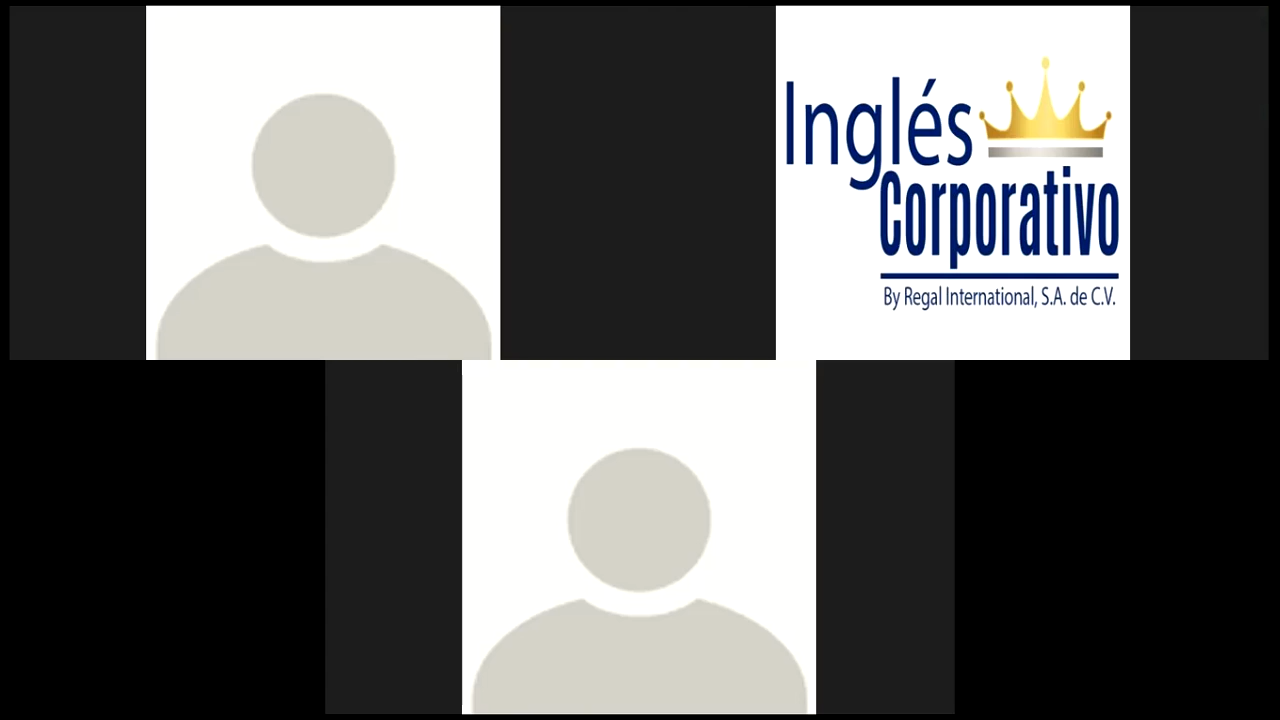 Inglés
Corporativo
By Regal International, S.A. de C.V.